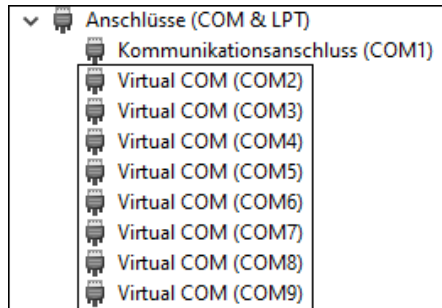 Anschlüsse (COM & LPT)
Kommunikationsanschluss (COM1)
Virtual COM (COM2)
Virtual COM (COM3)
Virtual COM (COM4)
Virtual COM (COM5)
Virtual COM (COM6)
Virtual COM (COM7)
Virtual COM (COM8)
Virtual COM (COM9)